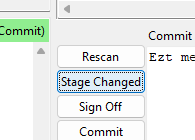 Commit)
Commit
Rescan
Ezt me
Stage Changed
Sign Off
Commit